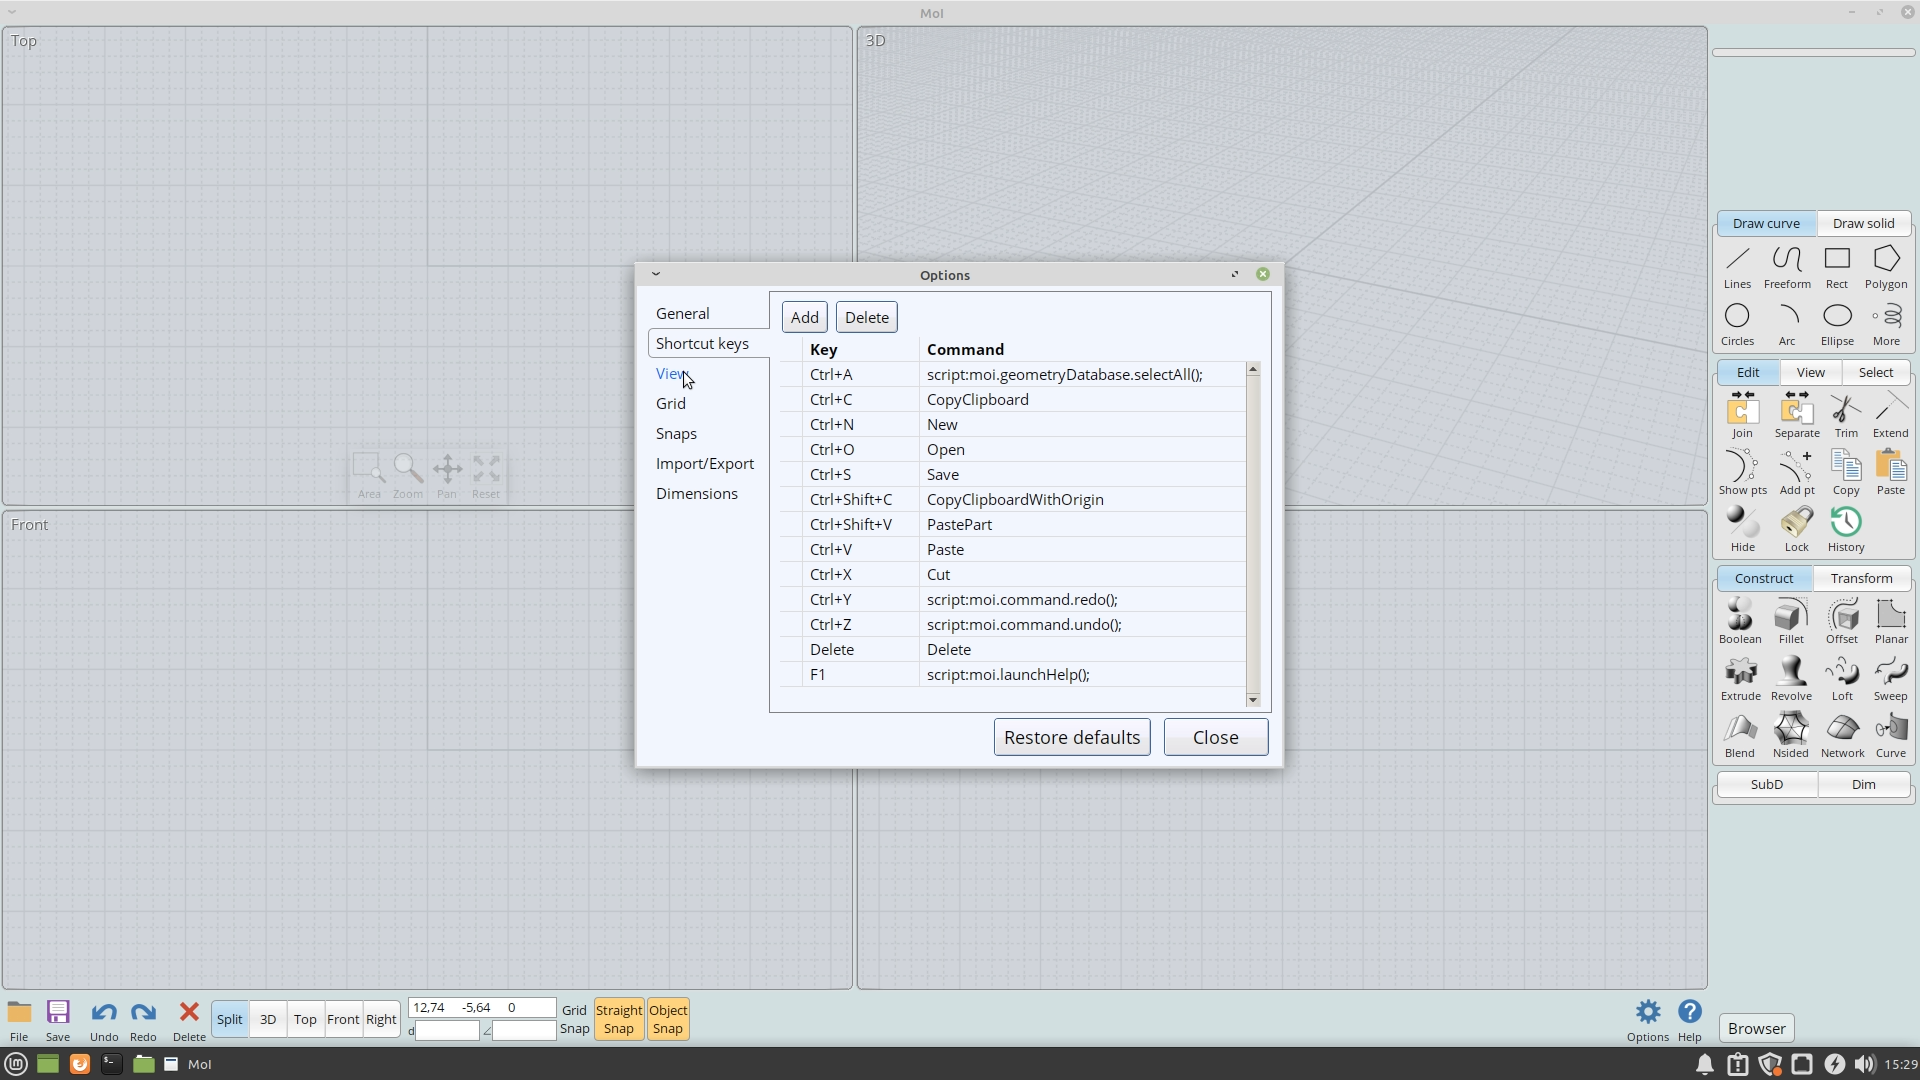 MoI
Top
3D
Area Zoom Pan Reset
Front
Draw curve Draw solid
Lines Freeform Rect Polygon
Circles Arc Ellipse More
Edit View Select
Join Separate Trim Extend
Show pts Add pt Copy Paste
Hide Lock History
Construct Transform
Boolean Fillet Offset Planar
Extrude Revolve Loft Sweep
Blend Nsided Network Curve
SubD Dim
Options
General
Shortcut keys
View
Grid
Snaps
Import/Export
Dimensions
Add Delete
Key Command
Ctrl+A script:moi.geometryDatabase.selectAll();
Ctrl+C CopyClipboard
Ctrl+N New
Ctrl+O Open
Ctrl+S Save
Ctrl+Shift+C CopyClipboardWithOrigin
Ctrl+Shift+V PastePart
Ctrl+V Paste
Ctrl+X Cut
Ctrl+Y script:moi.command.redo();
Ctrl+Z script:moi.command.undo();
Delete Delete
F1 script:moi.launchHelp();
Restore defaults Close
File Save Undo Redo Delete
Split 3D Top Front Right
12,74 -5,64 0
d
Grid
Snap
Straight
Snap
Object
Snap
Options Help
Browser
MoI
15:29